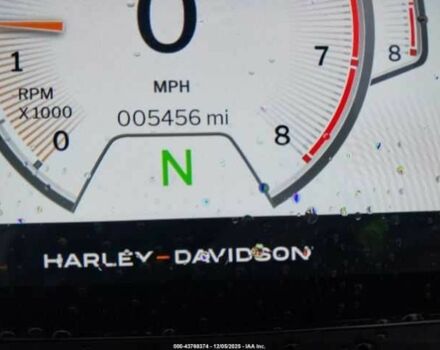 0
MPH
1
7
8
RPM
X1000
005456 mi
0
8
N
HARLEY-DAVIDSON
000-43760374 - 12/05/2025 - IAA Inc.